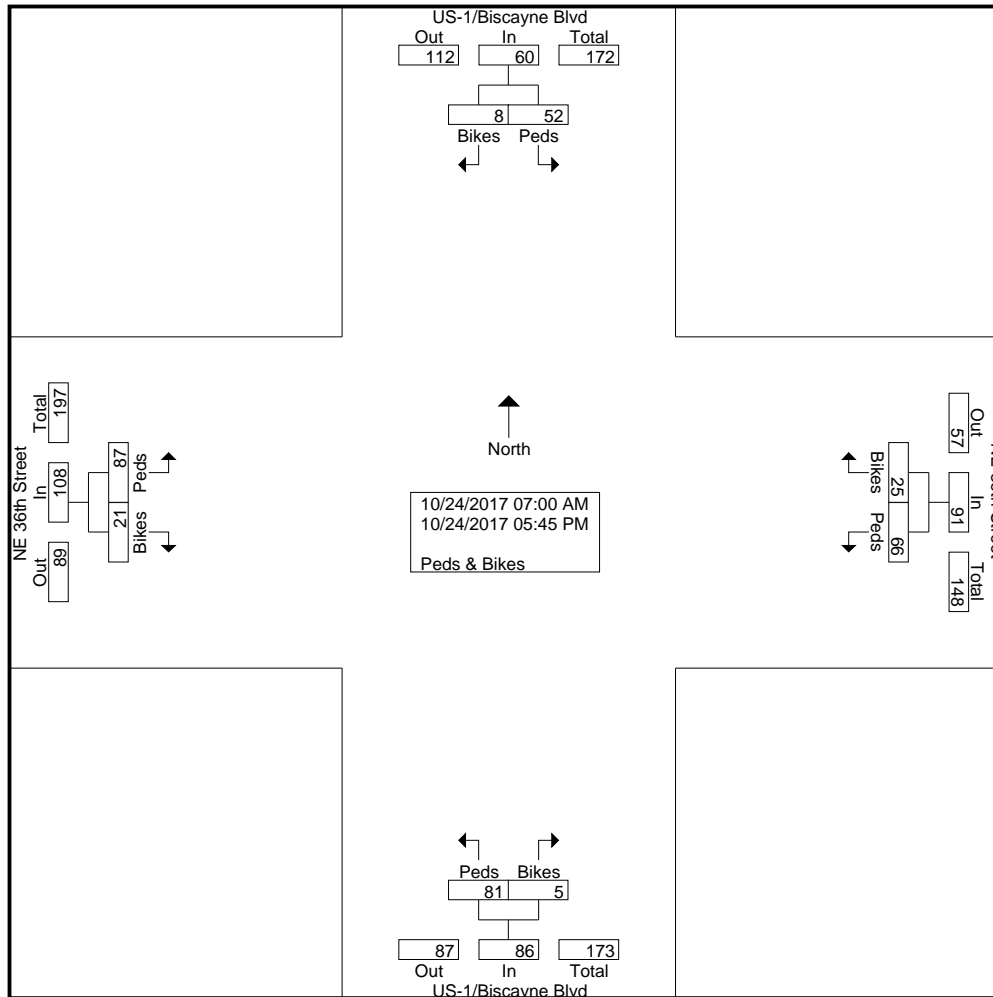 US-1/Biscayne Blvd
Out In Total
112 60 172
8 52
Bikes Peds
North
10/24/2017 07:00 AM
10/24/2017 05:45 PM
Peds & Bikes
NE 36th Street
Out In Total
89 108 197
21 87
Bikes Peds
Out In Total
57 91 148
25 66
Bikes Peds
Peds Bikes
81 5
87 86 173
Out In Total
US-1/Biscayne Blvd